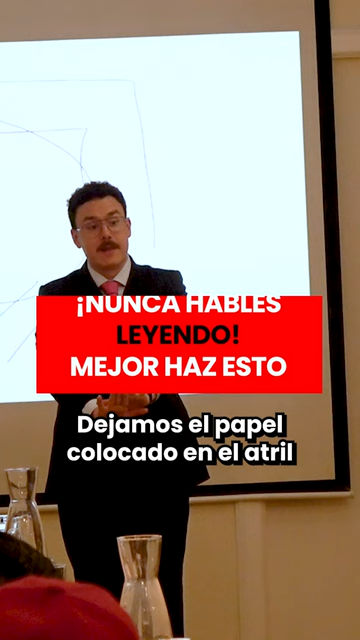 ¡NUNCA HABLES
LEYENDO!
MEJOR HAZ ESTO
Dejamos el papel
colocado en el atril